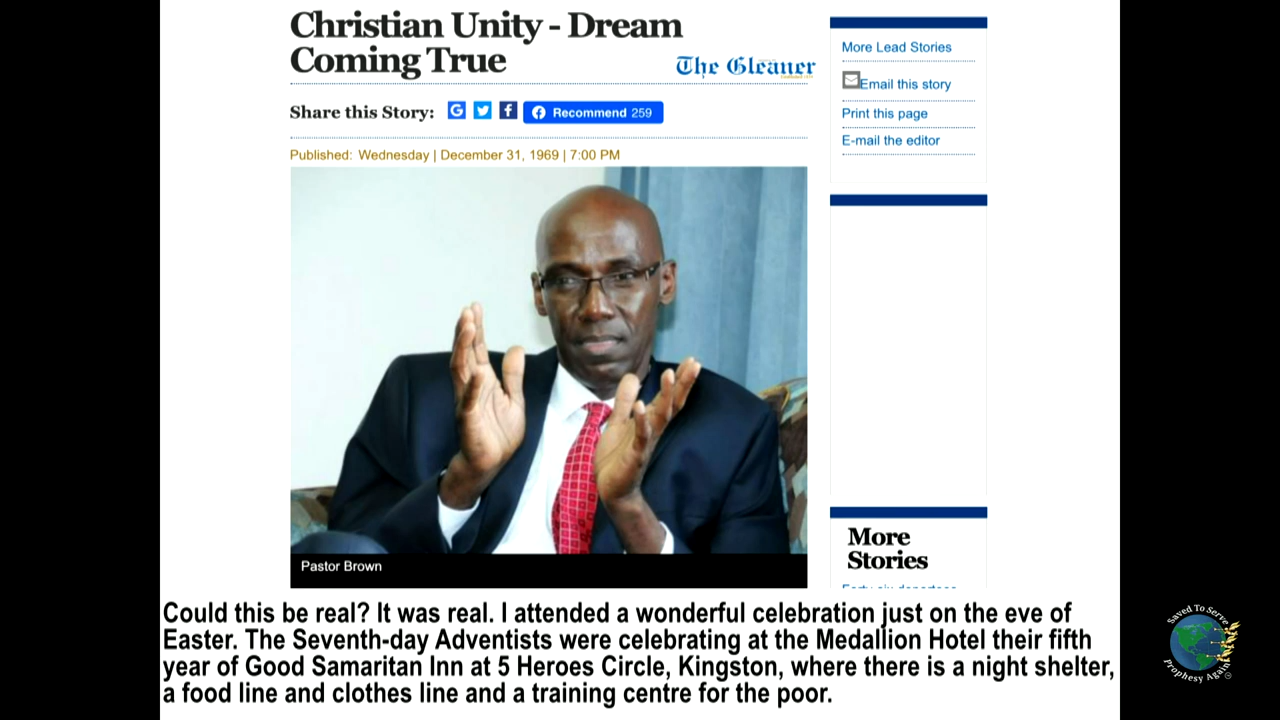 Christian Unity - Dream
Coming True
The Gleaner
Share this Story:
Recommend 259
Published: Wednesday | December 31, 1969 | 7:00 PM
Pastor Brown
More Lead Stories
Email this story
Print this page
E-mail the editor
More
Stories
Could this be real? It was real. I attended a wonderful celebration just on the eve of
Easter. The Seventh-day Adventists were celebrating at the Medallion Hotel their fifth
year of Good Samaritan Inn at 5 Heroes Circle, Kingston, where there is a night shelter,
a food line and clothes line and a training centre for the poor.
Saved To Serve
Prophesy Again